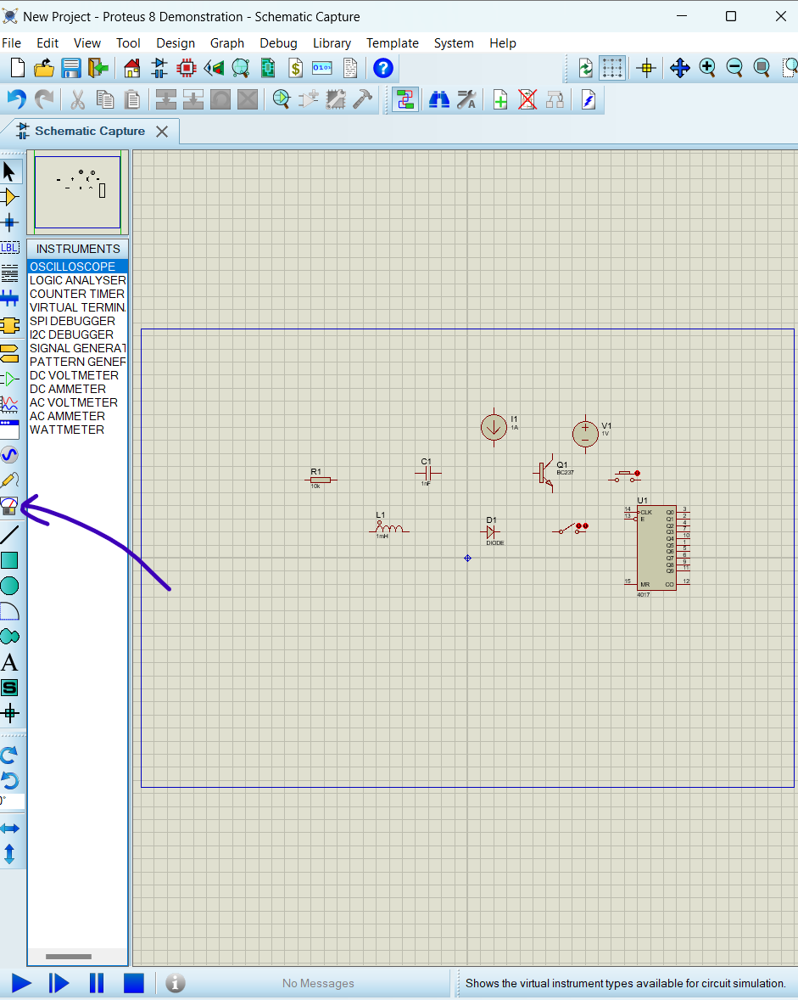 New Project - Proteus 8 Demonstration - Schematic Capture
File Edit View Tool Design Graph Debug Library Template System Help
$
0101
?
Schematic Capture
LBL
INSTRUMENTS
OSCILLOSCOPE
LOGIC ANALYSER
COUNTER TIMER
VIRTUAL TERMIN
SPI DEBUGGER
I2C DEBUGGER
SIGNAL GENERAT
PATTERN GENER
DC VOLTMETER
DC AMMETER
AC VOLTMETER
AC AMMETER
WATTMETER
A
S
0°
I1
1A
V1
1V
C1
1nF
Q1
BC237
R1
10k
L1
1mH
D1
DIODE
U1
14 CLK Q0 3
13 E Q1 2
Q2 4
Q3 7
Q4 10
Q5 1
Q6 5
Q7 6
Q8 9
Q9 11
15 MR CO 12
4017
No Messages
Shows the virtual instrument types available for circuit simulation.